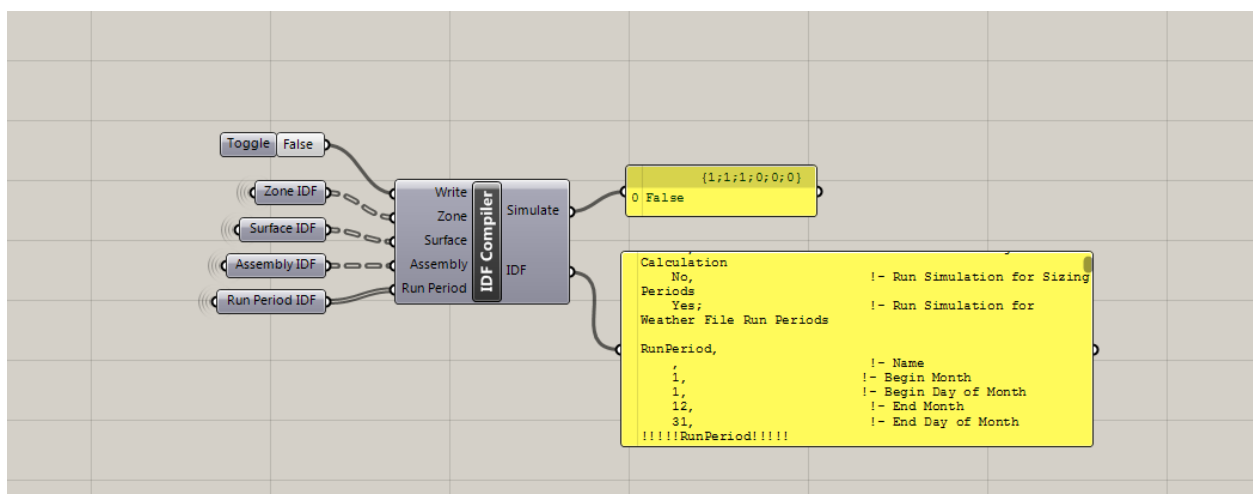 Toggle False
Zone IDF
Surface IDF
Assembly IDF
Run Period IDF
Write
Zone
Surface
Assembly
Run Period
IDF Compiler
Simulate
IDF
{1;1;1;0;0;0}
0 False
Calculation
No, !- Run Simulation for Sizing
Periods
Yes; !- Run Simulation for
Weather File Run Periods
RunPeriod,
, !- Name
1, !- Begin Month
1, !- Begin Day of Month
12, !- End Month
31, !- End Day of Month
!!!!!RunPeriod!!!!!